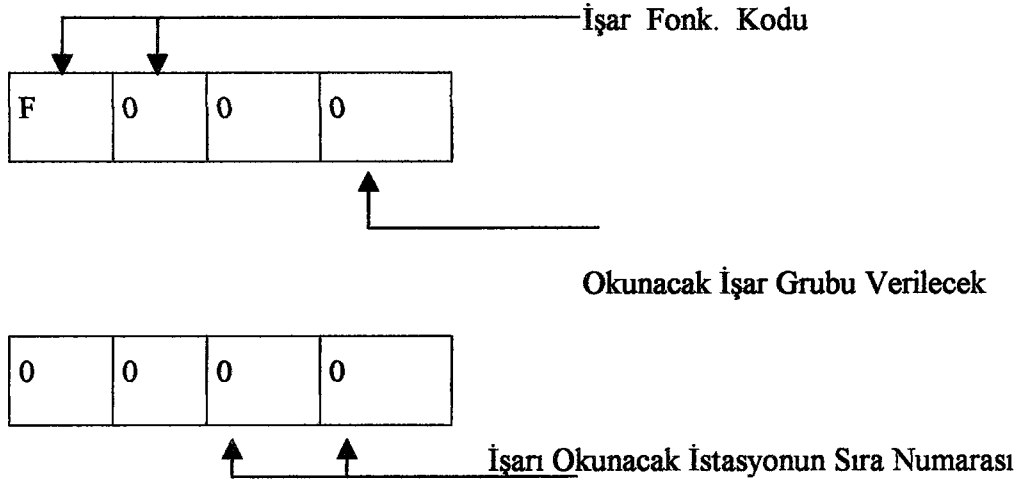 İşar Fonk. Kodu
F 0 0 0
Okunacak İşar Grubu Verilecek
0 0 0 0
İşarı Okunacak İstasyonun Sıra Numarası